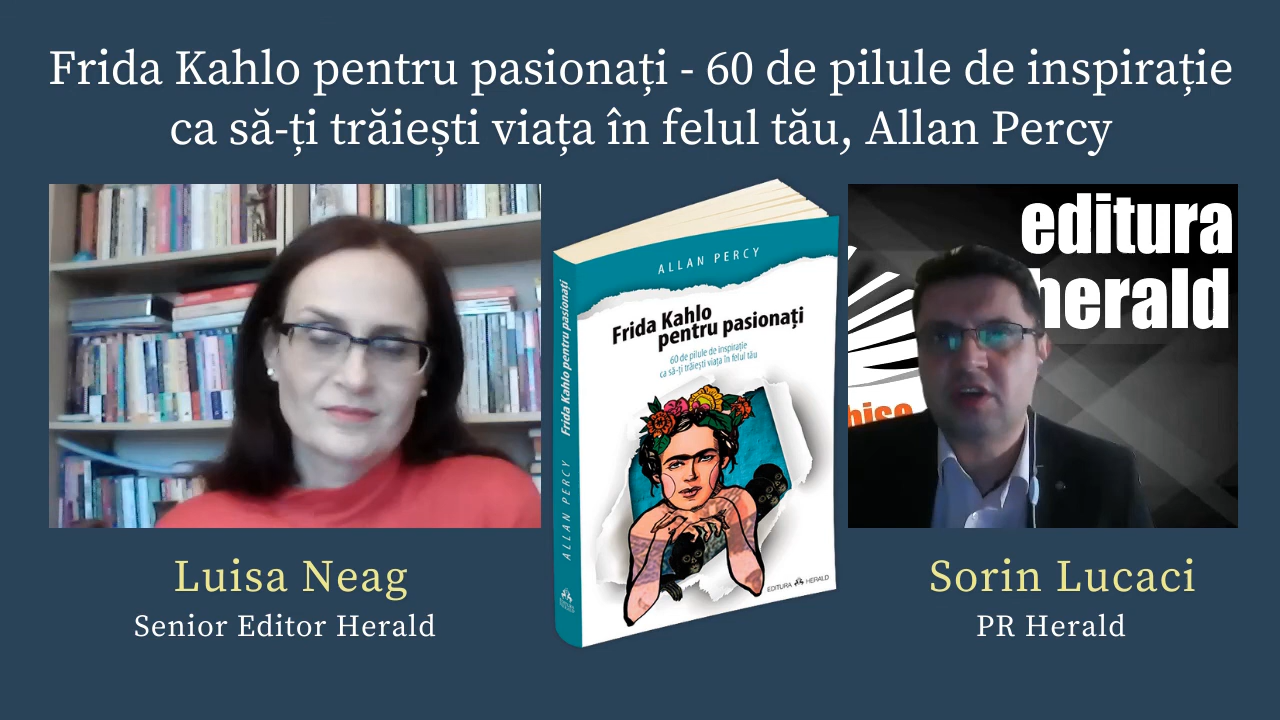 Frida Kahlo pentru pasionați - 60 de pilule de inspirație
ca să-ți trăiești viața în felul tău, Allan Percy
ALLAN PERCY
Frida Kahlo
pentru pasionați
60 de pilule de inspirație
ca să-ți trăiești viața în felul tău
EDITURA HERALD
Frida Kahlo pentru pasionați
ALLAN PERCY
editura
herald
Luisa Neag
Senior Editor Herald
Sorin Lucaci
PR Herald